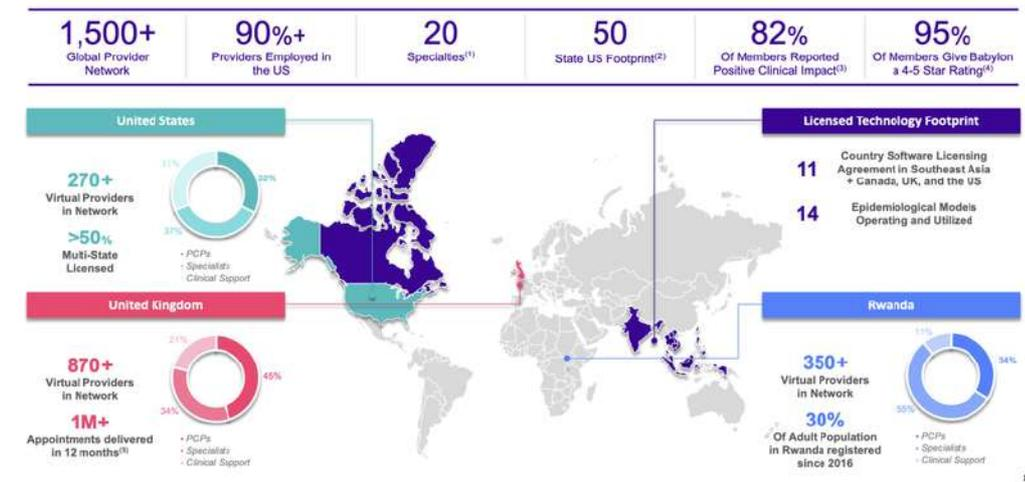 1,500+
Global Provider
Network
90%+
Providers Employed in
the US
20
Specialties(1)
50
State US Footprint(2)
82%
Of Members Reported
Positive Clinical Impact(3)
95%
Of Members Give Babylon
a 4-5 Star Rating(4)
United States
270+
Virtual Providers
in Network
>50%
Multi-State
Licensed
31%
37%
• PCPs
• Specialists
- Clinical Support
United Kingdom
870+
Virtual Providers
in Network
1M+
Appointments delivered
in 12 months(5)
21%
45%
34%
• PCPs
• Specialists
- Clinical Support
Licensed Technology Footprint
11
Country Software Licensing
Agreement in Southeast Asia
+ Canada, UK, and the US
14
Epidemiological Models
Operating and Utilized
Rwanda
350+
Virtual Providers
in Network
30%
Of Adult Population
in Rwanda registered
since 2016
11%
34%
55%
• PCPs
• Specialists
- Clinical Support